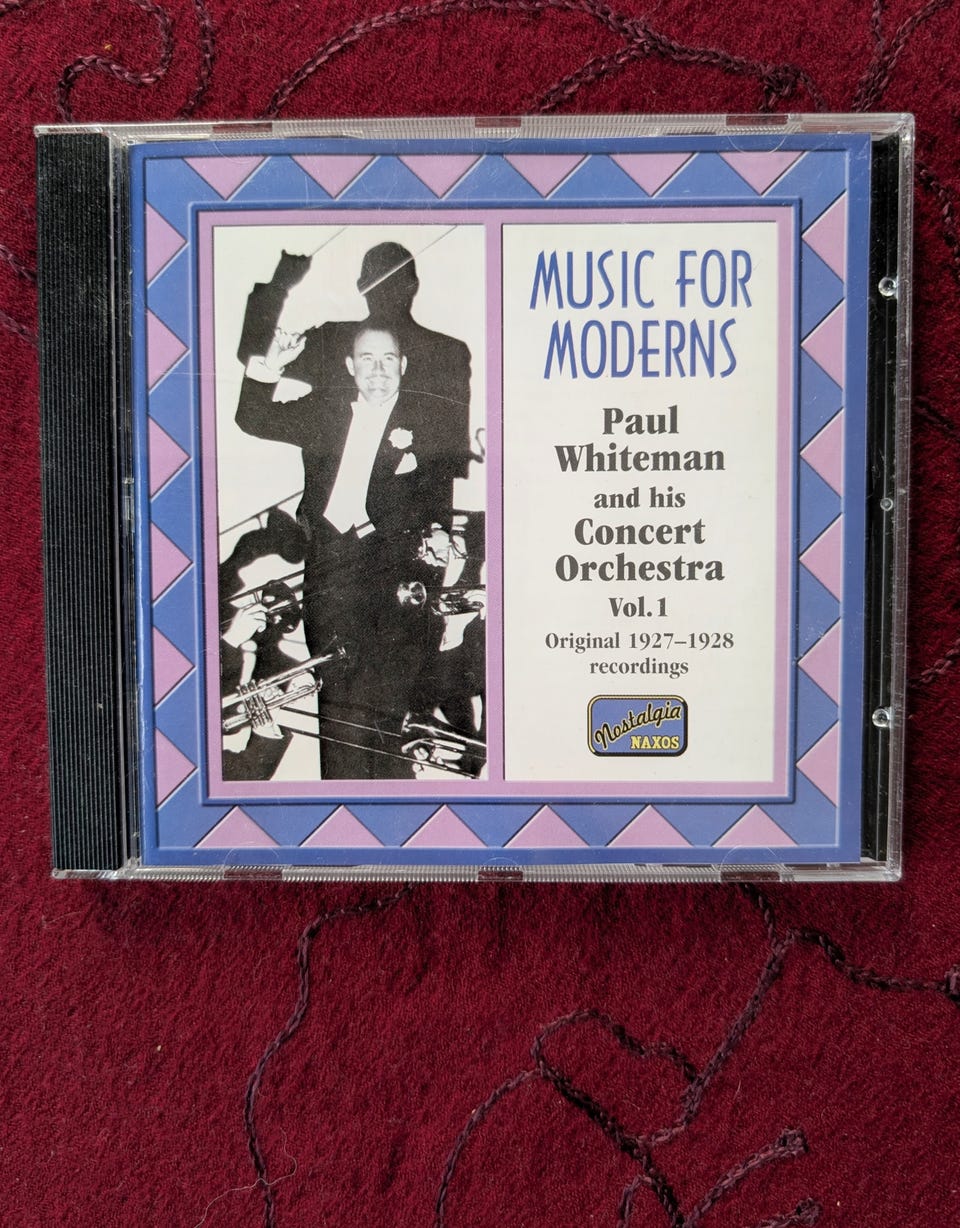 MUSIC FOR
MODERNS
Paul
Whiteman
and his
Concert
Orchestra
Vol. 1
Original 1927–1928
recordings
Nostalgia
NAXOS